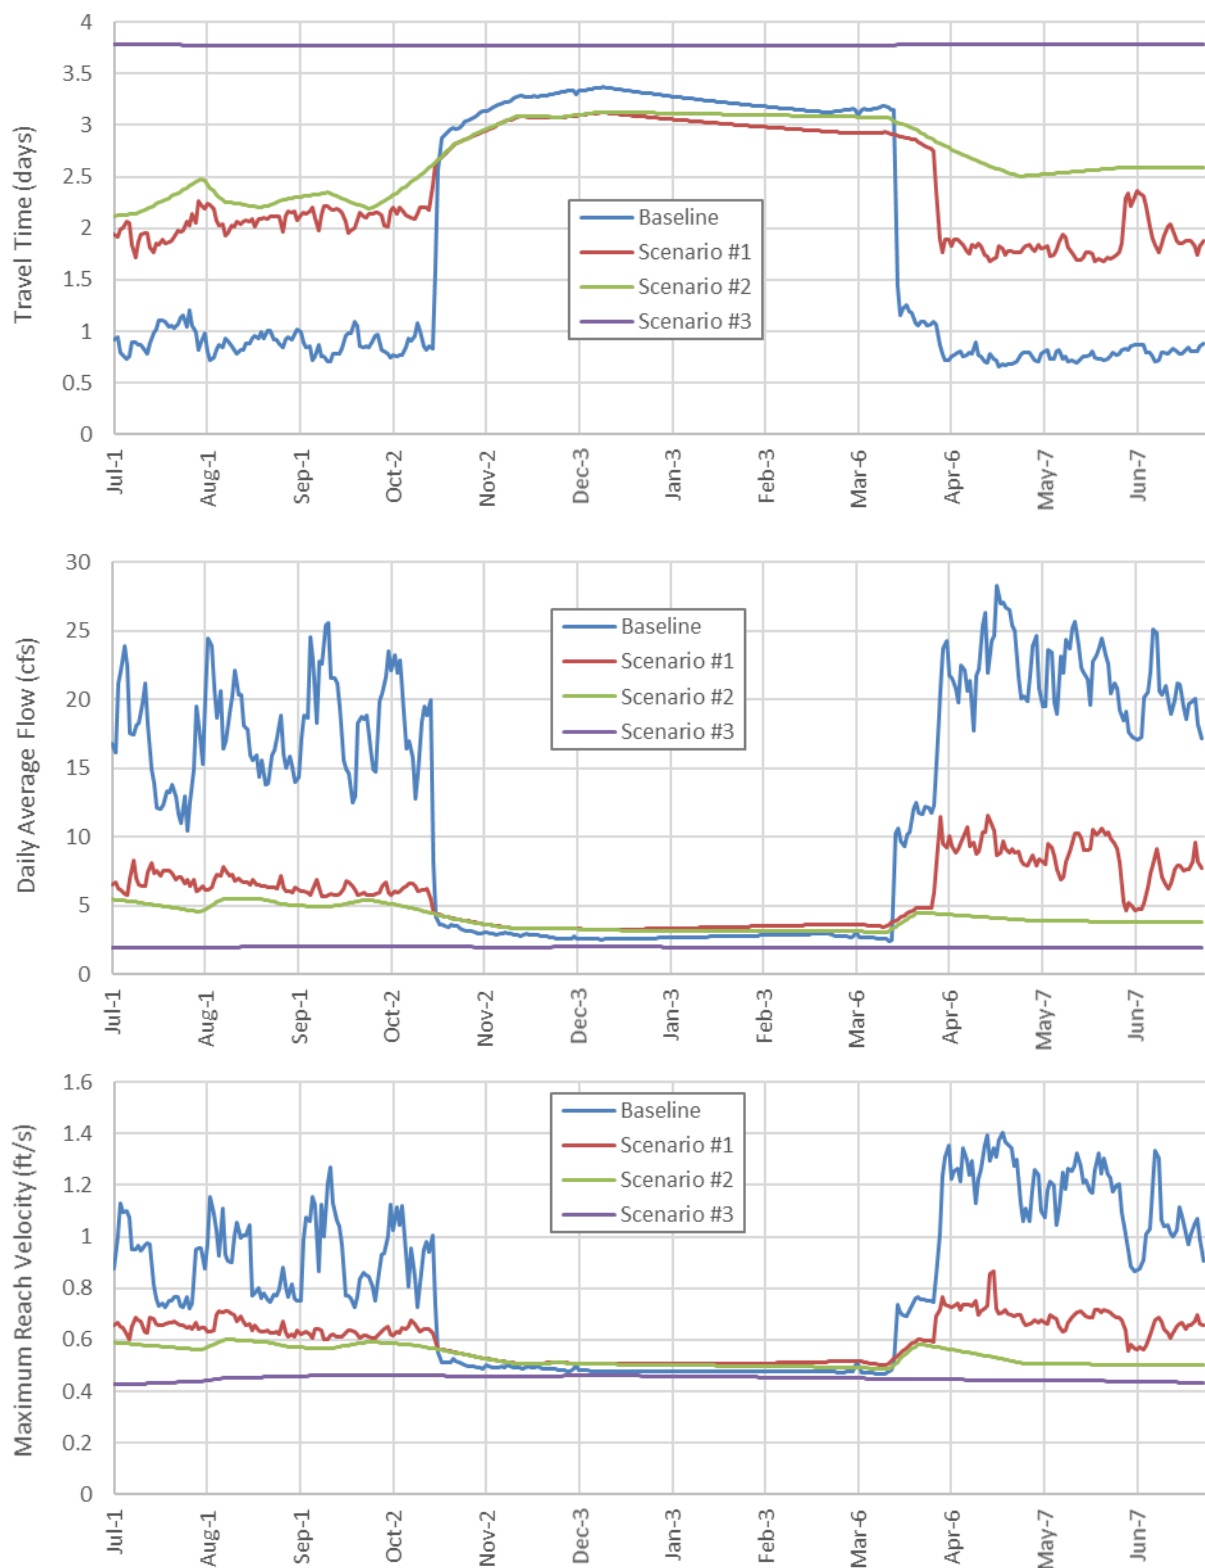 Travel Time (days)
4
3.5
3
2.5
2
1.5
1
0.5
0
Baseline
Scenario #1
Scenario #2
Scenario #3
Jul-1
Aug-1
Sep-1
Oct-2
Nov-2
Dec-3
Jan-3
Feb-3
Mar-6
Apr-6
May-7
Jun-7
Daily Average Flow (cfs)
30
25
20
15
10
5
0
Baseline
Scenario #1
Scenario #2
Scenario #3
Jul-1
Aug-1
Sep-1
Oct-2
Nov-2
Dec-3
Jan-3
Feb-3
Mar-6
Apr-6
May-7
Jun-7
Maximum Reach Velocity (ft/s)
1.6
1.4
1.2
1
0.8
0.6
0.4
0.2
0
Baseline
Scenario #1
Scenario #2
Scenario #3
Jul-1
Aug-1
Sep-1
Oct-2
Nov-2
Dec-3
Jan-3
Feb-3
Mar-6
Apr-6
May-7
Jun-7